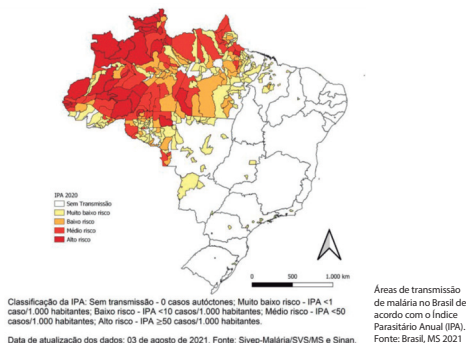 IPA 2020
Sem Transmissão
Muito baixo risco
Baixo risco
Médio risco
Alto risco
0 500 1.000 km
Classificação da IPA: Sem transmissão - 0 casos autóctones; Muito baixo risco - IPA <1
caso/1.000 habitantes; Baixo risco - IPA <10 casos/1.000 habitantes; Médio risco - IPA <50
casos/1.000 habitantes; Alto risco - IPA ≥50 casos/1.000 habitantes.
Data de atualização dos dados: 03 de agosto de 2021. Fonte: Sivep-Malária/SVS/MS e Sinan.
Áreas de transmissão
de malária no Brasil de
acordo com o Índice
Parasitário Anual (IPA).
Fonte: Brasil, MS 2021